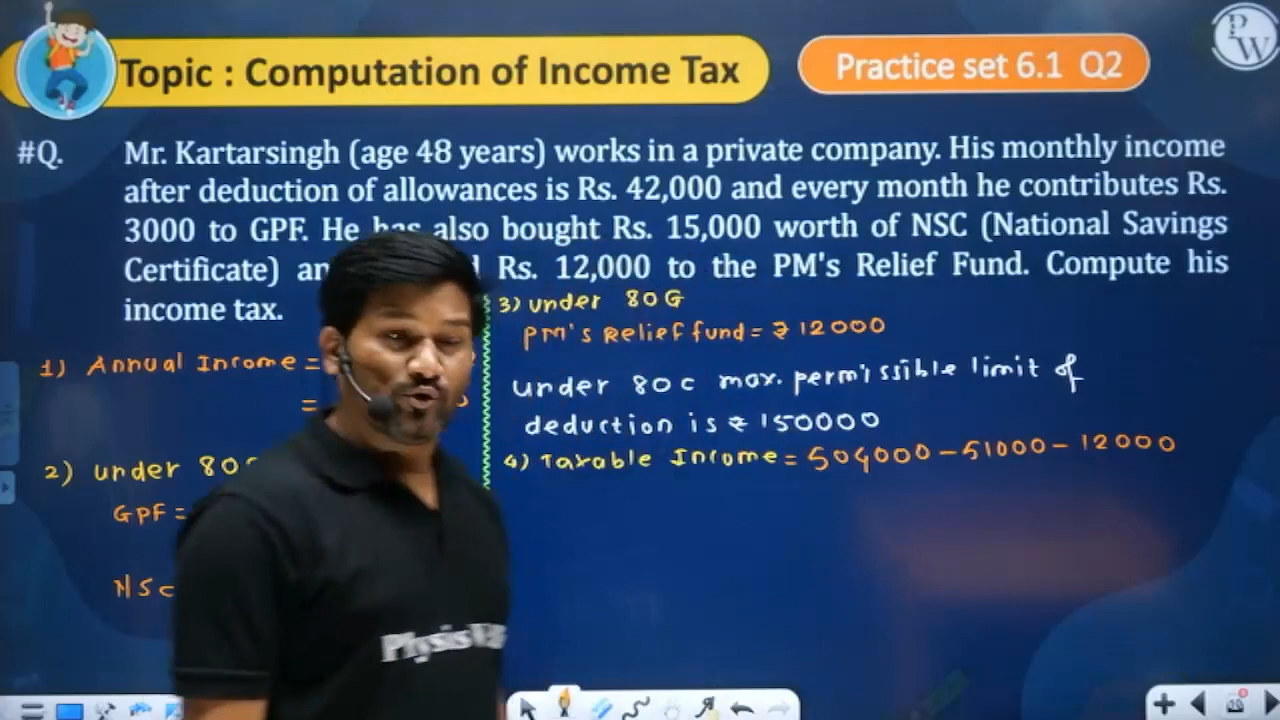 Topic : Computation of Income Tax
Practice set 6.1 Q2
PW
#Q. Mr. Kartarsingh (age 48 years) works in a private company. His monthly income
after deduction of allowances is Rs. 42,000 and every month he contributes Rs.
3000 to GPF. He has also bought Rs. 15,000 worth of NSC (National Savings
Certificate) Rs. 12,000 to the PM's Relief Fund. Compute his
income tax.
1) Annual Income =
=
2) under
GPF =
NSC
3) under 80G
PM's Relief fund = ₹ 12000
under 80C max. permissible limit of
deduction is ₹ 150000
4) Taxable Income = 504000 - 51000 - 12000